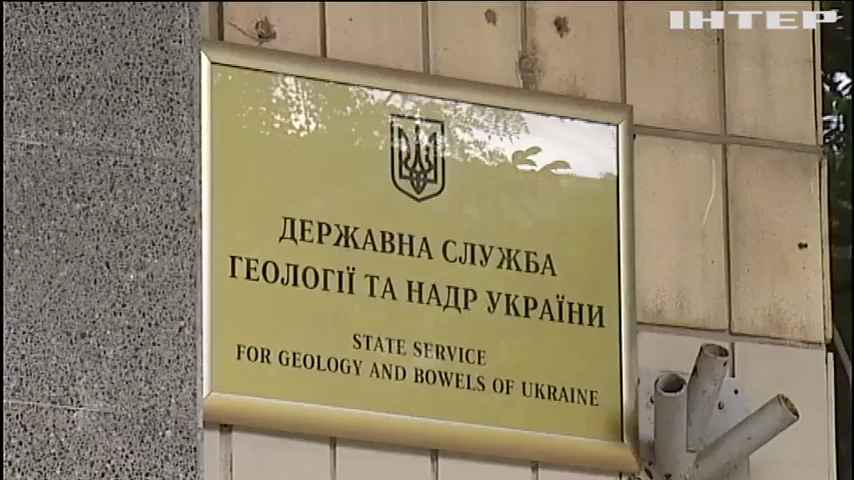 ІНТЕР
ДЕРЖАВНА СЛУЖБА
ГЕОЛОГІЇ ТА НАДР УКРАЇНИ
STATE SERVICE
FOR GEOLOGY AND BOWELS OF UKRAINE